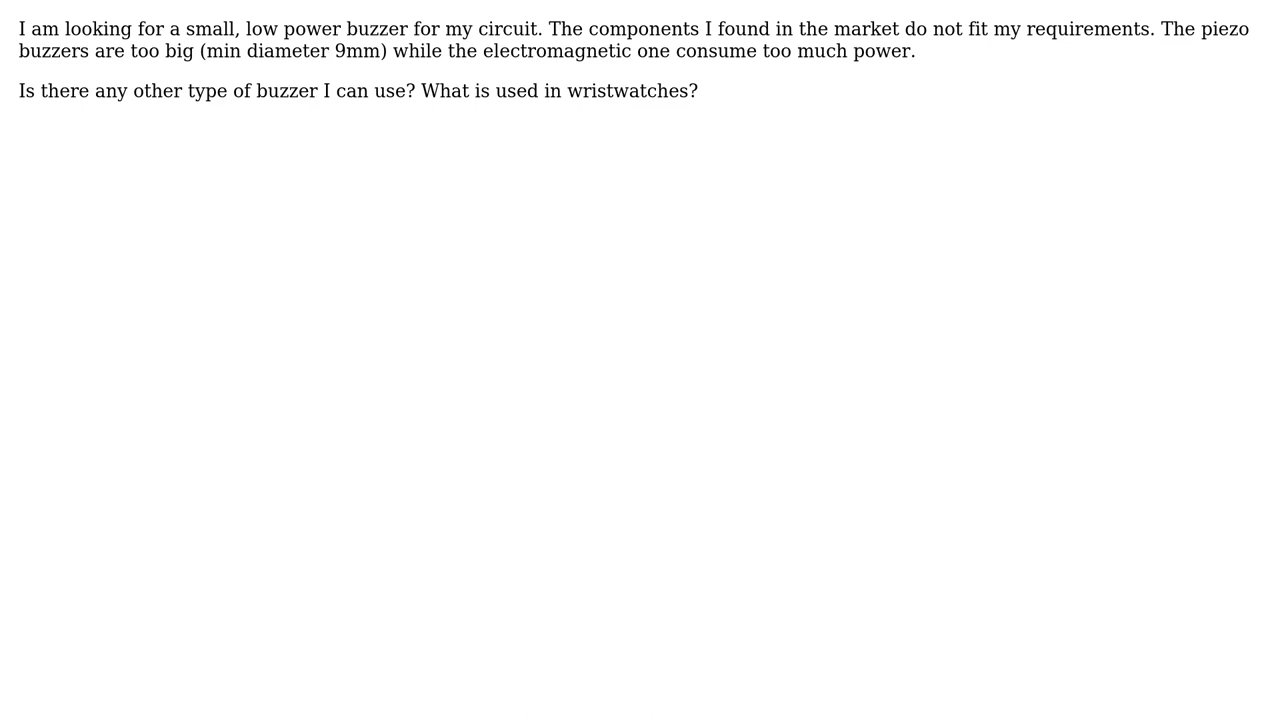 I am looking for a small, low power buzzer for my circuit. The components I found in the market do not fit my requirements. The piezo
buzzers are too big (min diameter 9mm) while the electromagnetic one consume too much power.
Is there any other type of buzzer I can use? What is used in wristwatches?